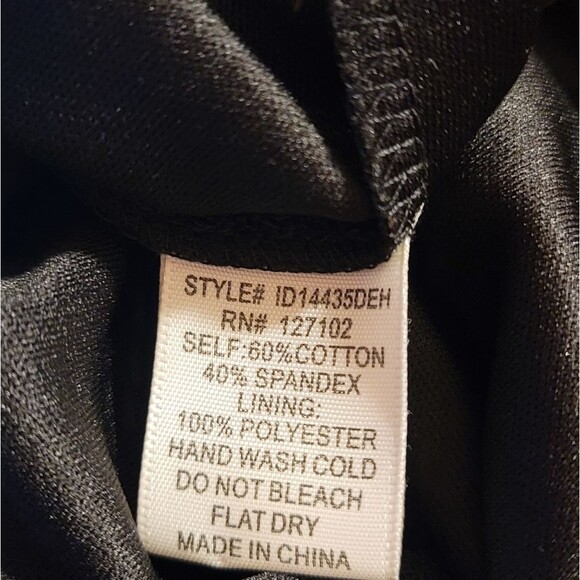 STYLE# ID14435DEH
RN# 127102
SELF:60%COTTON
40% SPANDEX
LINING:
100% POLYESTER
HAND WASH COLD
DO NOT BLEACH
FLAT DRY
MADE IN CHINA